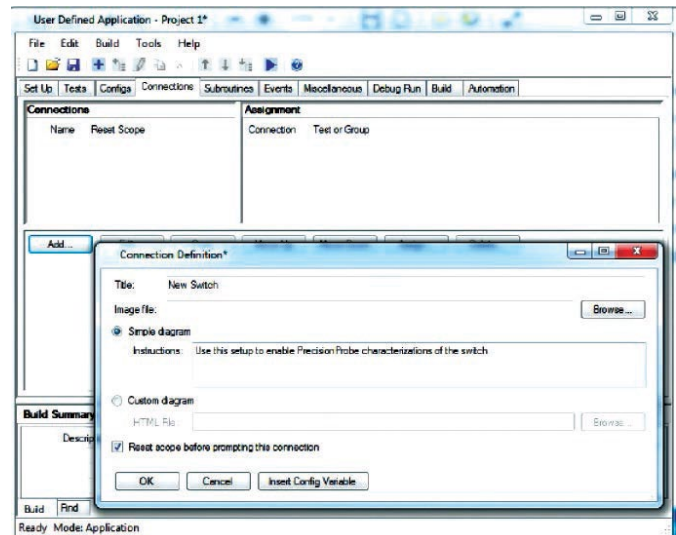 User Defined Application - Project 1*
File Edit Build Tools Help
Set Up Tests Configs Connections Subroutines Events Miscellaneous Debug Run Build Automation
Connections
Name Reset Scope
Assignment
Connection Test or Group
Add...
Connection Definition*
Title: New Switch
Image file:
Browse...
Simple diagram
Instructions: Use this setup to enable PrecisionProbe characterizations of the switch
Custom diagram
HTML File:
Browse...
Reset scope before prompting this connection
OK Cancel Insert Config Variable
Build Summary
Descrip
Build Find
Ready Mode: Application